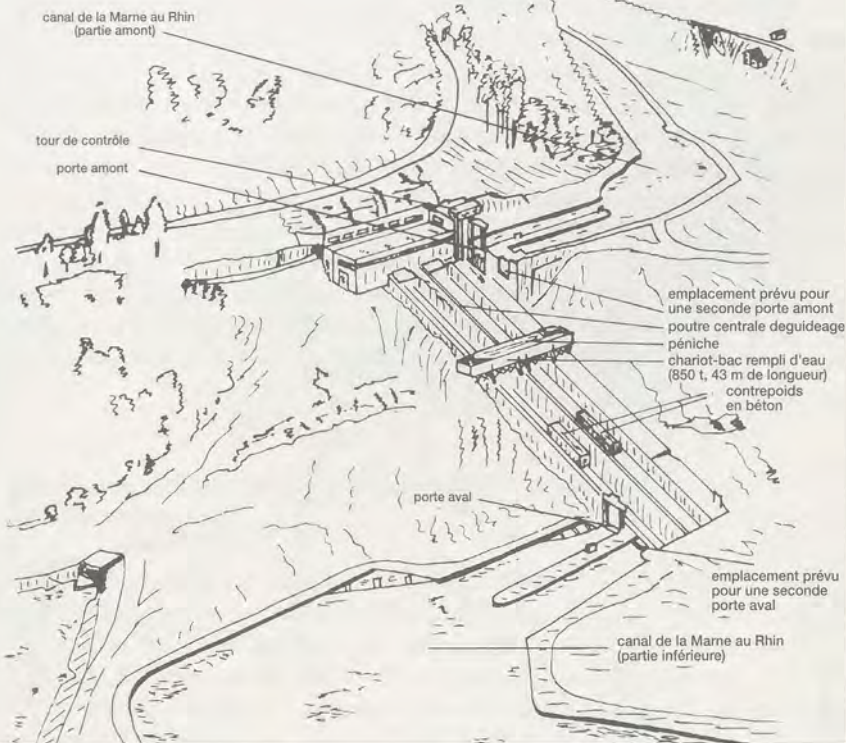 canal de la Marne au Rhin
(partie amont)
tour de contrôle
porte amont
emplacement prévu pour
une seconde porte amont
poutre centrale deguideage
péniche
chariot-bac rempli d'eau
(850 t, 43 m de longueur)
contrepoids
en béton
porte aval
emplacement prévu
pour une seconde
porte aval
canal de la Marne au Rhin
(partie inférieure)